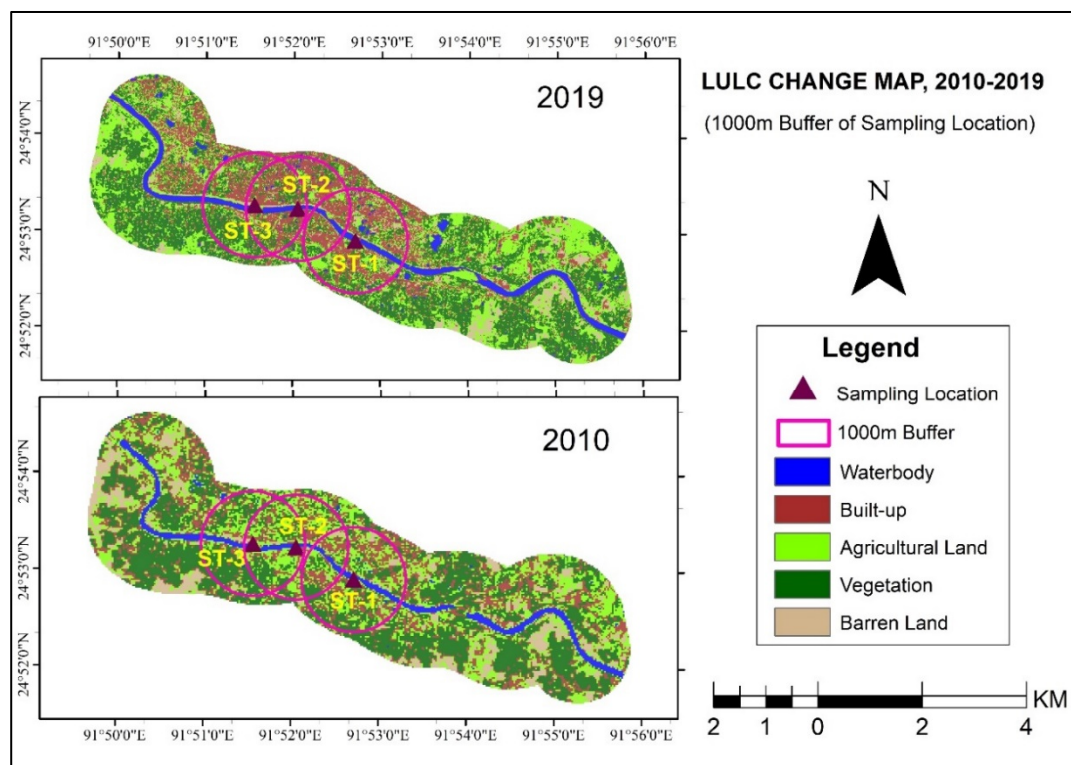 91°50'0"E 91°51'0"E 91°52'0"E 91°53'0"E 91°54'0"E 91°55'0"E 91°56'0"E
2019
24°54'0"N
24°53'0"N
24°52'0"N
ST-2
ST-3
ST-1
2010
24°54'0"N
24°53'0"N
24°52'0"N
ST-2
ST-3
ST-1
91°50'0"E 91°51'0"E 91°52'0"E 91°53'0"E 91°54'0"E 91°55'0"E 91°56'0"E
LULC CHANGE MAP, 2010-2019
(1000m Buffer of Sampling Location)
N
Legend
Sampling Location
1000m Buffer
Waterbody
Built-up
Agricultural Land
Vegetation
Barren Land
KM
2 1 0 2 4